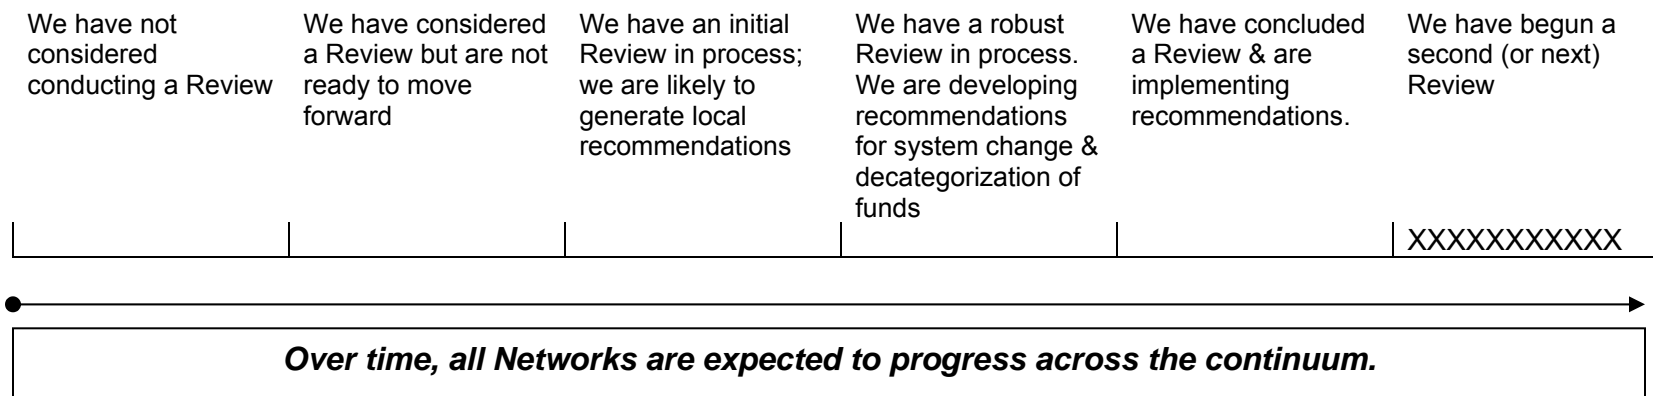 We have not
considered
conducting a Review
We have considered
a Review but are not
ready to move
forward
We have an initial
Review in process;
we are likely to
generate local
recommendations
We have a robust
Review in process.
We are developing
recommendations
for system change &
decategorization of
funds
We have concluded
a Review & are
implementing
recommendations.
We have begun a
second (or next)
Review
XXXXXXXXXXX
Over time, all Networks are expected to progress across the continuum.